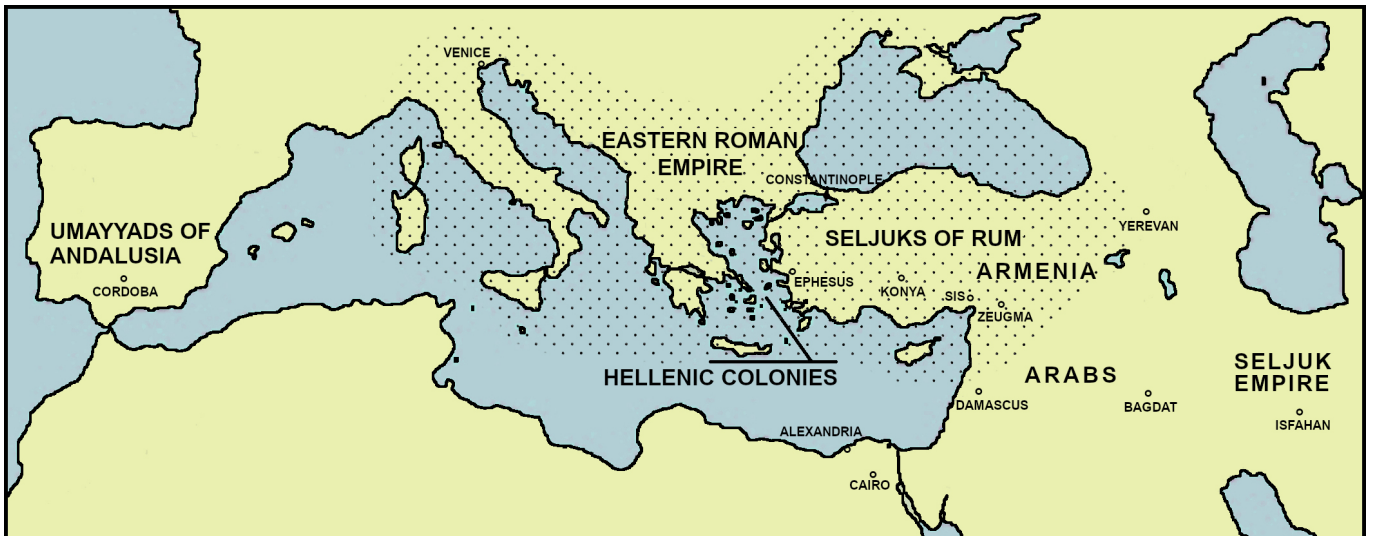 VENICE
EASTERN ROMAN
EMPIRE
CONSTANTINOPLE
UMAYYADS OF
ANDALUSIA
CORDOBA
SELJUKS OF RUM
YEREVAN
ARMENIA
EPHESUS
KONYA
SIS
ZEUGMA
HELLENIC COLONIES
ARABS
SELJUK
EMPIRE
DAMASCUS
BAGDAT
ISFAHAN
ALEXANDRIA
CAIRO